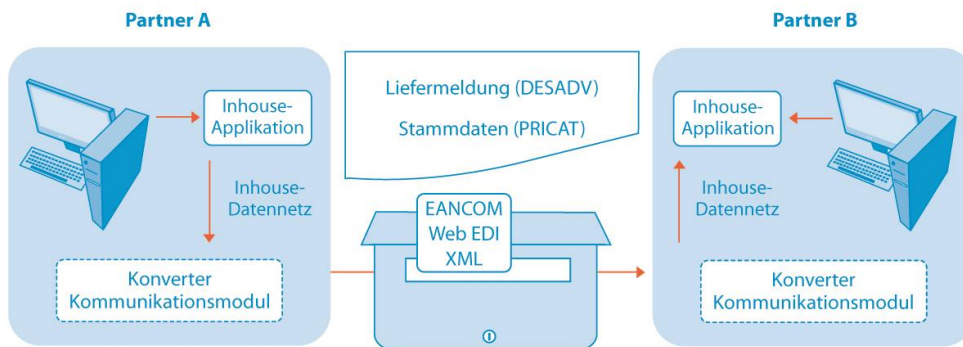 Partner A
Inhouse-
Applikation
Inhouse-
Datennetz
Konverter
Kommunikationsmodul
Liefermeldung (DESADV)
Stammdaten (PRICAT)
EANCOM
Web EDI
XML
Partner B
Inhouse-
Applikation
Inhouse-
Datennetz
Konverter
Kommunikationsmodul